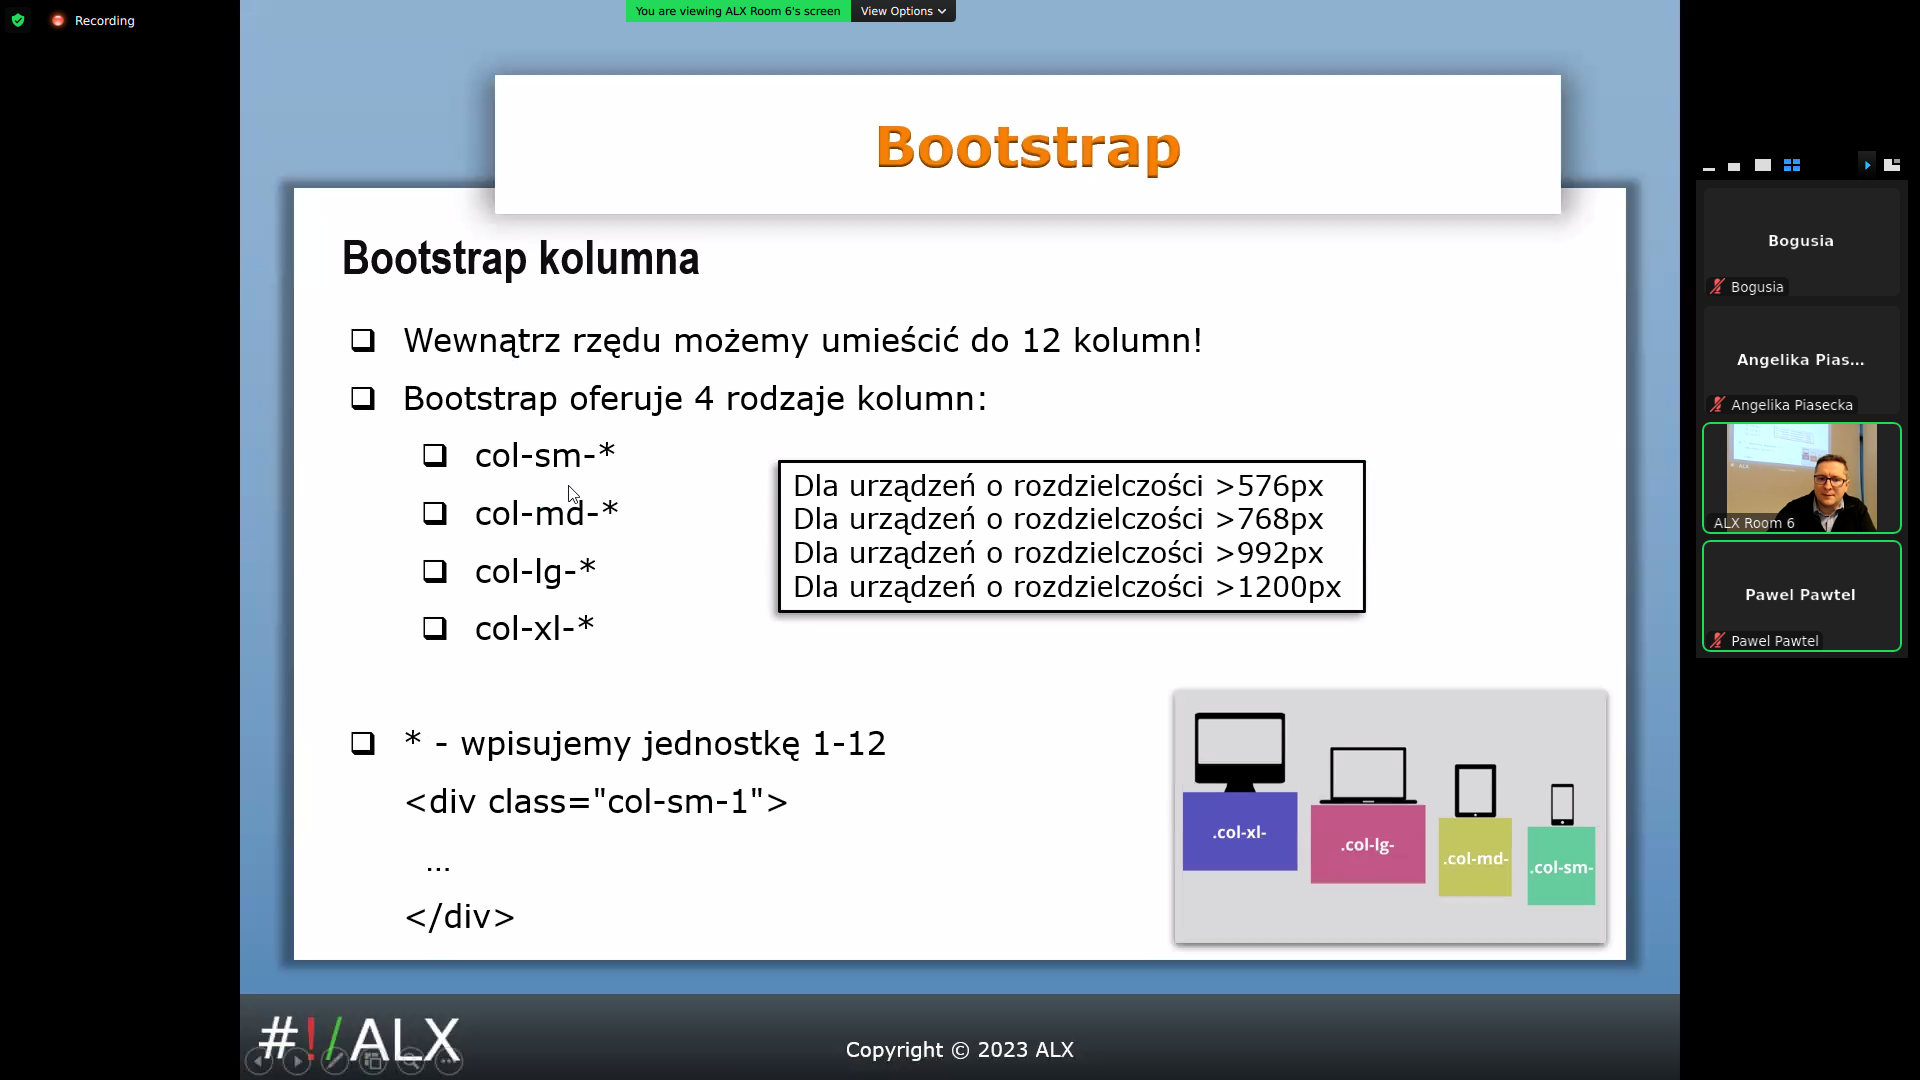 Recording
You are viewing ALX Room 6's screen
View Options
Bootstrap
Bootstrap kolumna
Wewnątrz rzędu możemy umieścić do 12 kolumn!
Bootstrap oferuje 4 rodzaje kolumn:
col-sm-*
col-md-*
col-lg-*
col-xl-*
Dla urządzeń o rozdzielczości >576px
Dla urządzeń o rozdzielczości >768px
Dla urządzeń o rozdzielczości >992px
Dla urządzeń o rozdzielczości >1200px
* - wpisujemy jednostkę 1-12
<div class="col-sm-1">
...
</div>
.col-xl-
.col-lg-
.col-md-
.col-sm-
#!/ALX
Copyright © 2023 ALX
Bogusia
Bogusia
Angelika Pias...
Angelika Piasecka
ALX Room 6
Pawel Pawtel
Pawel Pawtel